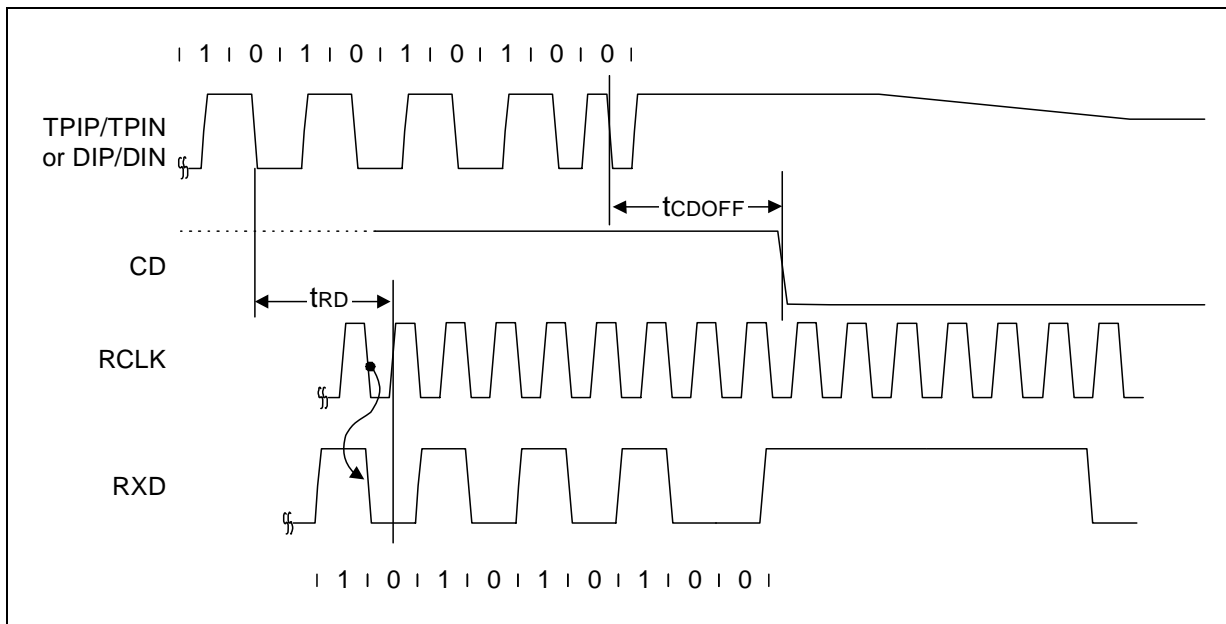 1 0 1 0 1 0 1 0 0
TPIP/TPIN
or DIP/DIN
tCDOFF
CD
tRD
RCLK
RXD
1 0 1 0 1 0 1 0 0